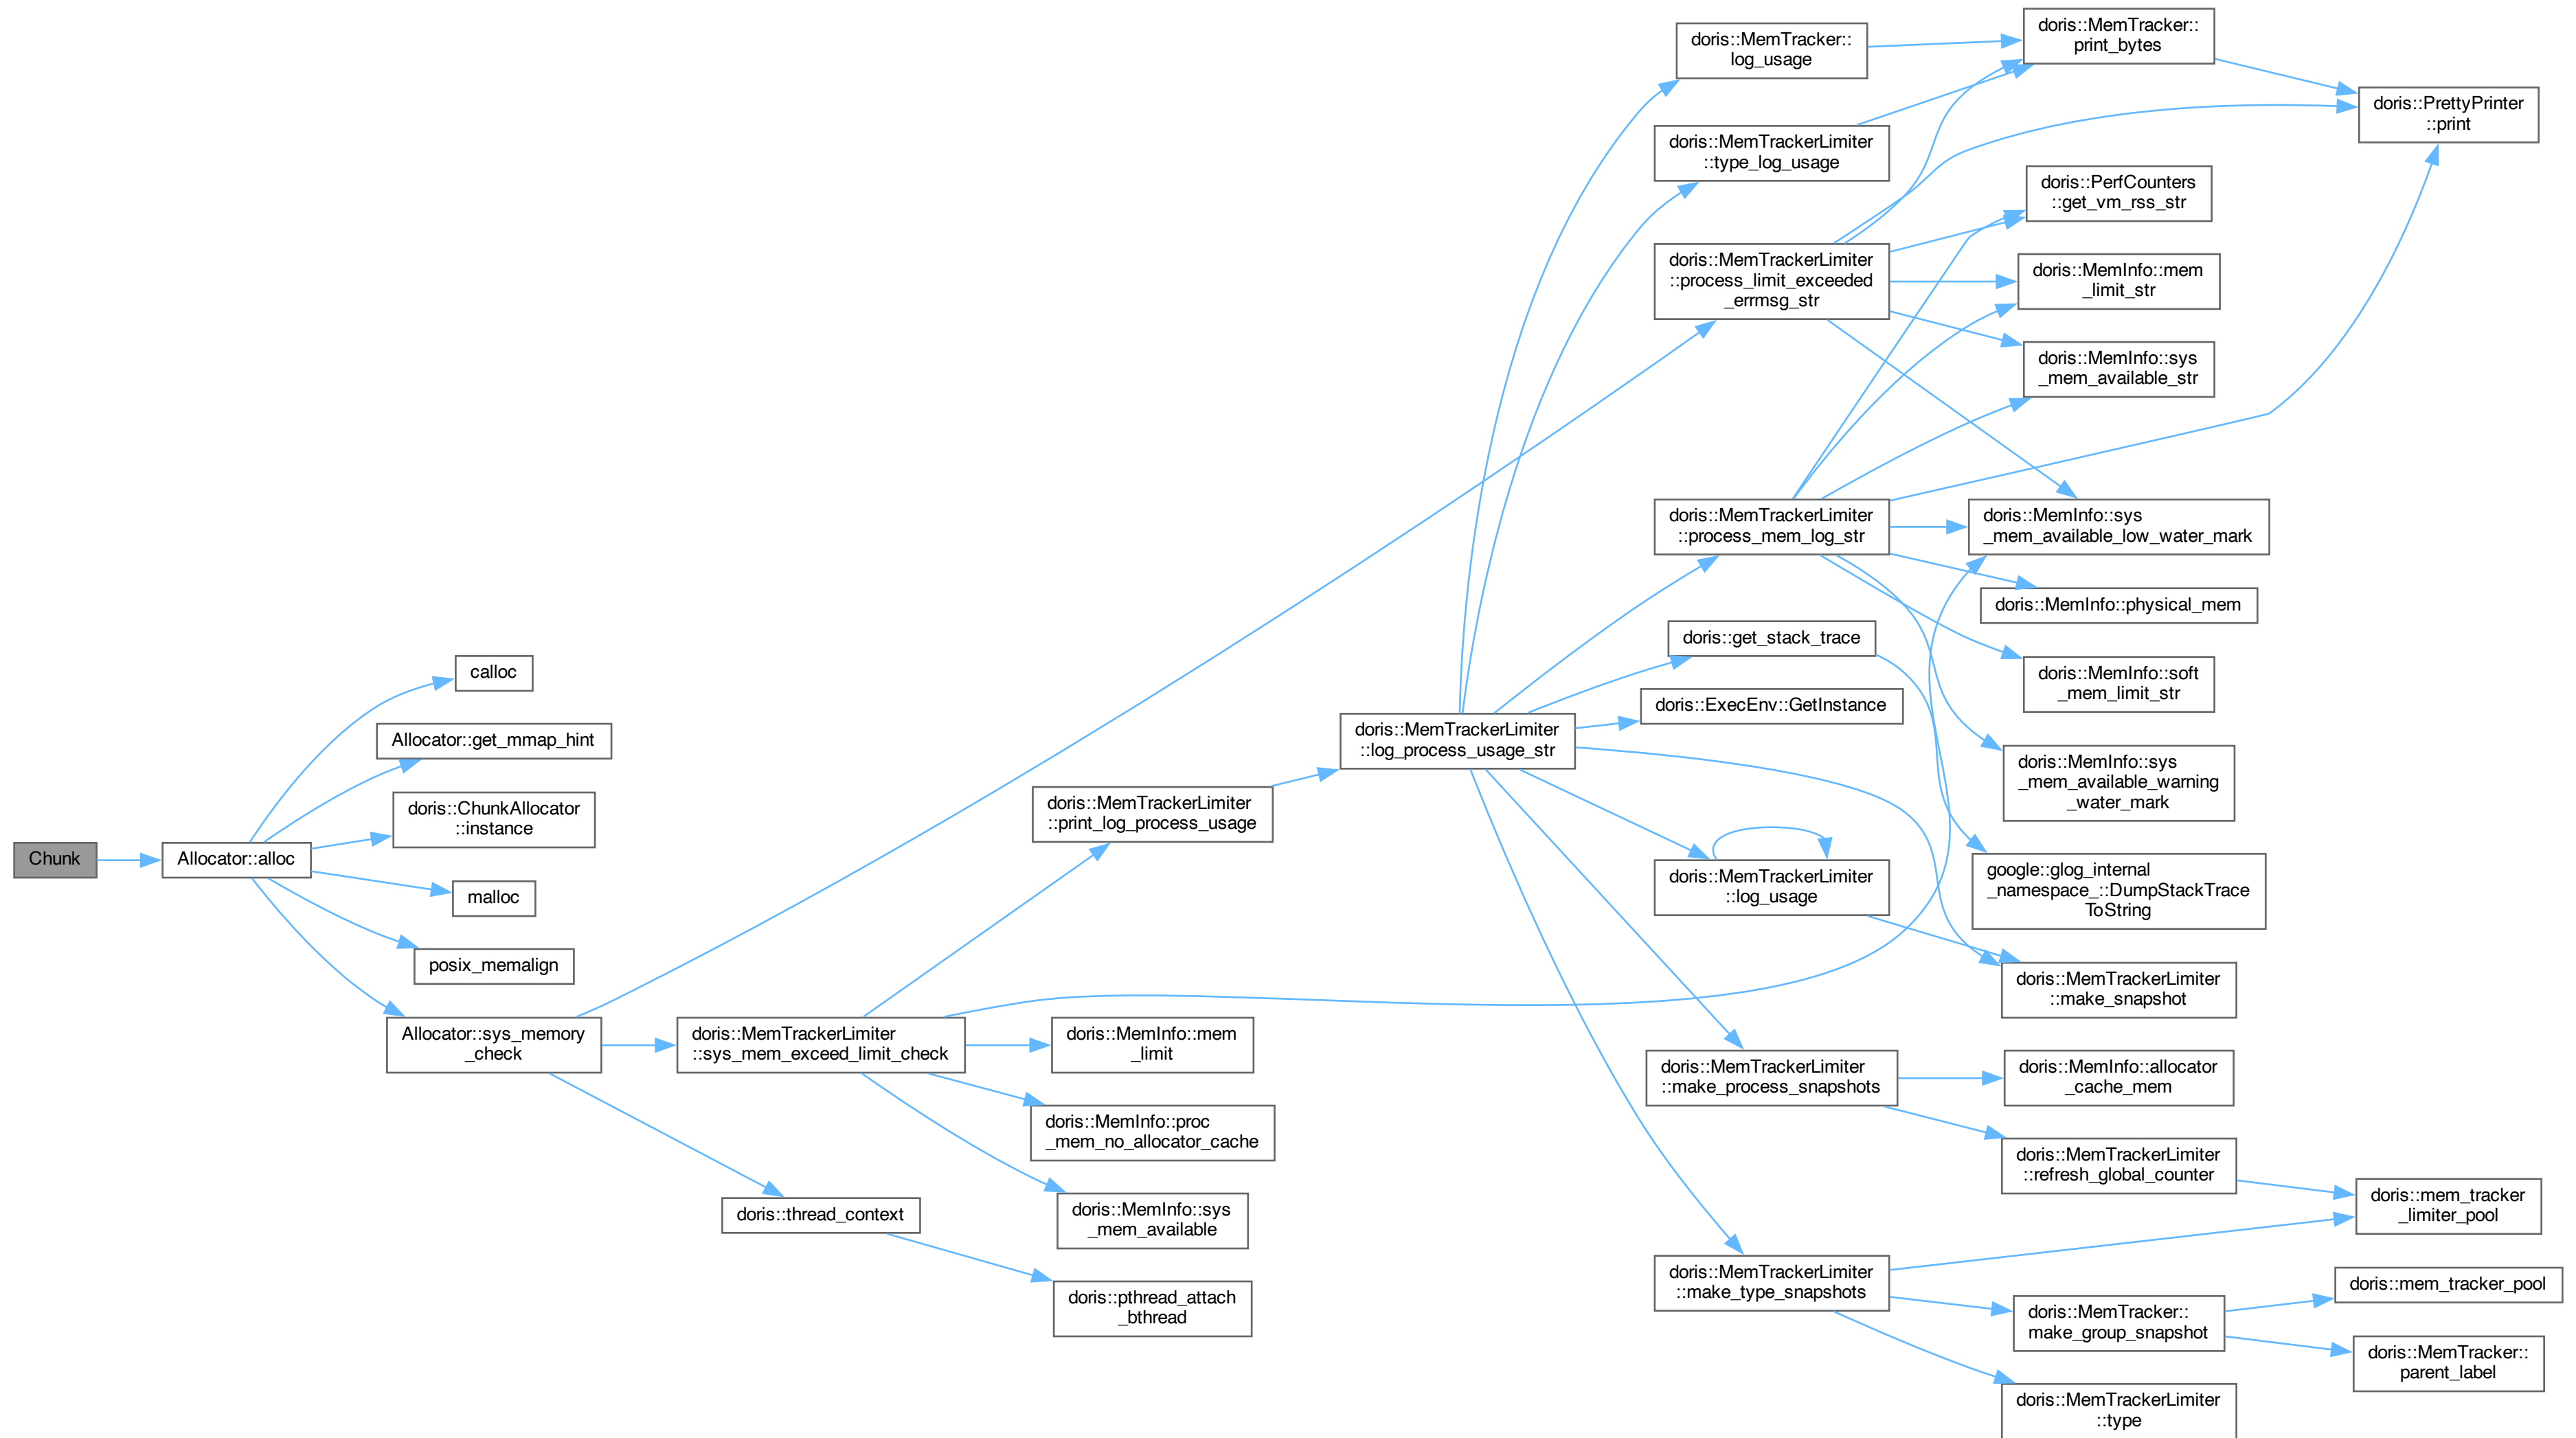 Chunk
Allocator::alloc
calloc
Allocator::get_mmap_hint
doris::ChunkAllocator
::instance
malloc
posix_memalign
Allocator::sys_memory
_check
doris::MemTrackerLimiter
::sys_mem_exceed_limit_check
doris::thread_context
doris::MemTrackerLimiter
::print_log_process_usage
doris::MemInfo::mem
_limit
doris::MemInfo::proc
_mem_no_allocator_cache
doris::MemInfo::sys
_mem_available
doris::pthread_attach
_bthread
doris::MemTrackerLimiter
::log_process_usage_str
doris::MemTracker::
log_usage
doris::MemTrackerLimiter
::type_log_usage
doris::MemTrackerLimiter
::process_limit_exceeded
_errmsg_str
doris::MemTrackerLimiter
::process_mem_log_str
doris::get_stack_trace
doris::ExecEnv::GetInstance
doris::MemTrackerLimiter
::log_usage
doris::MemTrackerLimiter
::make_process_snapshots
doris::MemTrackerLimiter
::make_type_snapshots
doris::MemTracker::
print_bytes
doris::PerfCounters
::get_vm_rss_str
doris::MemInfo::mem
_limit_str
doris::MemInfo::sys
_mem_available_str
doris::MemInfo::sys
_mem_available_low_water_mark
doris::MemInfo::physical_mem
doris::MemInfo::soft
_mem_limit_str
doris::MemInfo::sys
_mem_available_warning
_water_mark
google::glog_internal
_namespace_::DumpStackTrace
ToString
doris::MemTrackerLimiter
::make_snapshot
doris::MemInfo::allocator
_cache_mem
doris::MemTrackerLimiter
::refresh_global_counter
doris::MemTracker::
make_group_snapshot
doris::MemTrackerLimiter
::type
doris::PrettyPrinter
::print
doris::mem_tracker
_limiter_pool
doris::mem_tracker_pool
doris::MemTracker::
parent_label